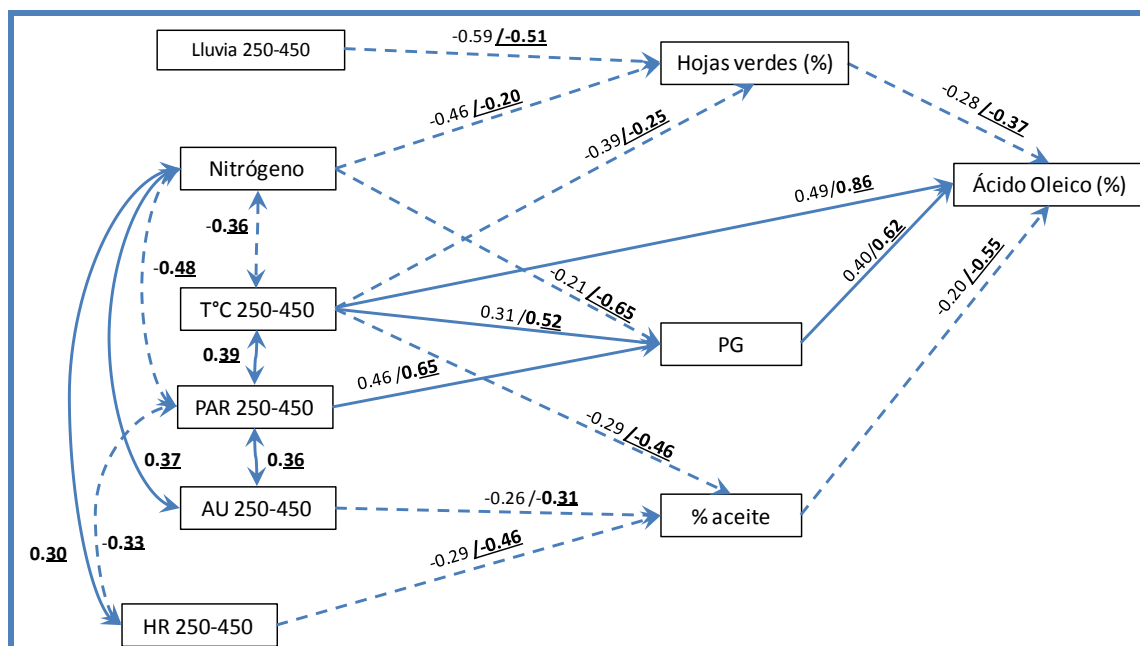 Lluvia 250-450
-0.59/-0.51
Hojas verdes (%)
-0.28/-0.37
-0.46/-0.20
-0.39/-0.25
Nitrógeno
Ácido Oleico (%)
0.49/0.86
-0.36
-0.48
-0.21/-0.65
0.40/0.62
-0.20/-0.55
T°C 250-450
0.31/0.52
PG
0.39
0.46/0.65
PAR 250-450
-0.29/-0.46
0.37
0.36
AU 250-450
-0.26/-0.31
% aceite
0.30
-0.33
-0.29/-0.46
HR 250-450